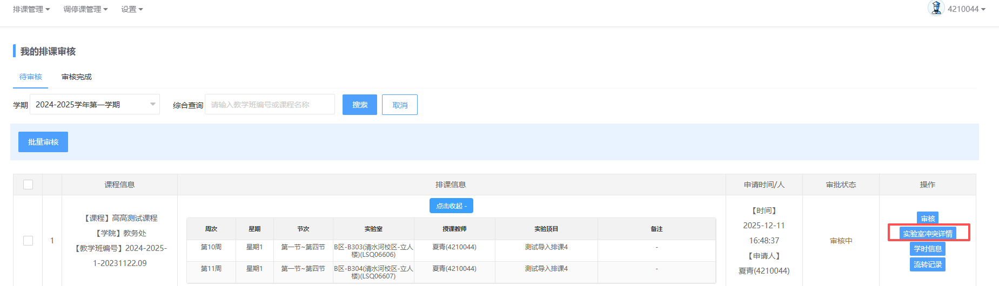 排课管理 调停课管理 设置 4210044
我的排课审核
待审核 审核完成
学期 2024-2025学年第一学期 综合查询 请输入教学班编号或课程名称 搜索 取消
批量审核
课程信息 排课信息 申请时间/人 审批状态 操作
1
【课程】高高测试课程
【学院】教务处
【教学班编号】2024-2025-
1-20231122.09
点击收起 -
周次 星期 节次 实验室 授课教师 实验项目 备注
第10周 星期1 第一节~第四节 B区-B303(清水河校区-立人
楼)(LSQ06606) 夏青(4210044) 测试导入排课4 -
第11周 星期1 第一节~第四节 B区-B304(清水河校区-立人
楼)(LSQ06607) 夏青(4210044) 测试导入排课4 -
【时间】
2025-12-11
16:48:37
【申请人】
夏青(4210044)
审核中
审核
实验室冲突详情
学时信息
流转记录